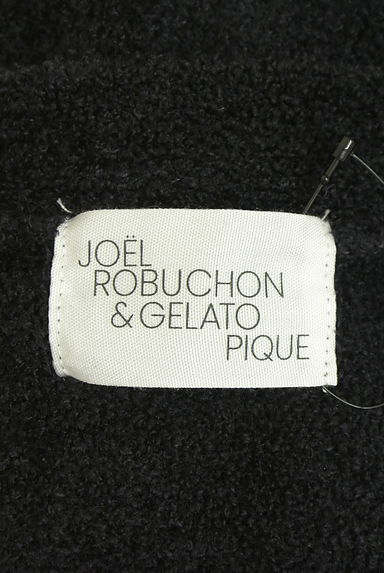 JOËL
ROBUCHON
& GELATO
PIQUE